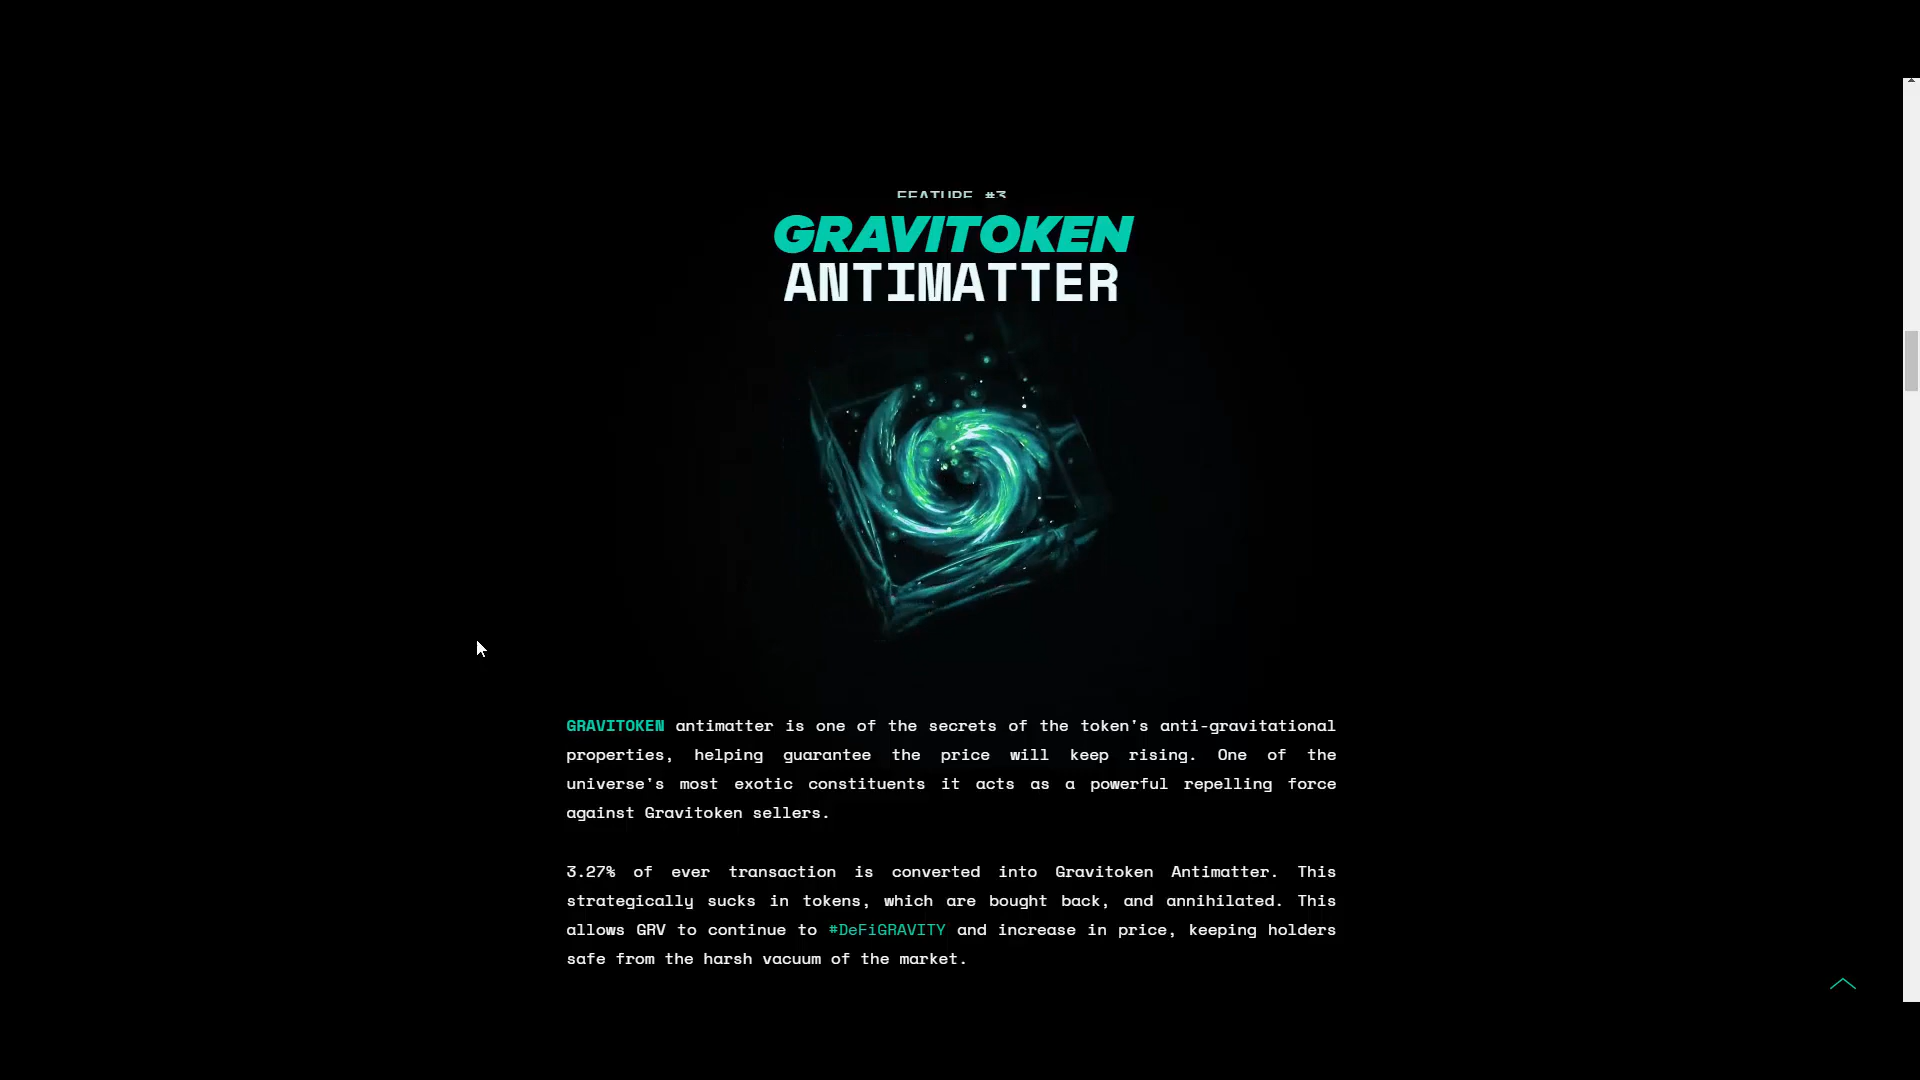 FEATURE #3
GRAVITOKEN
ANTIMATTER
GRAVITOKEN antimatter is one of the secrets of the token's anti-gravitational
properties, helping guarantee the price will keep rising. One of the
universe's most exotic constituents it acts as a powerful repelling force
against Gravitoken sellers.
3.27% of ever transaction is converted into Gravitoken Antimatter. This
strategically sucks in tokens, which are bought back, and annihilated. This
allows GRV to continue to #DeFiGRAVITY and increase in price, keeping holders
safe from the harsh vacuum of the market.